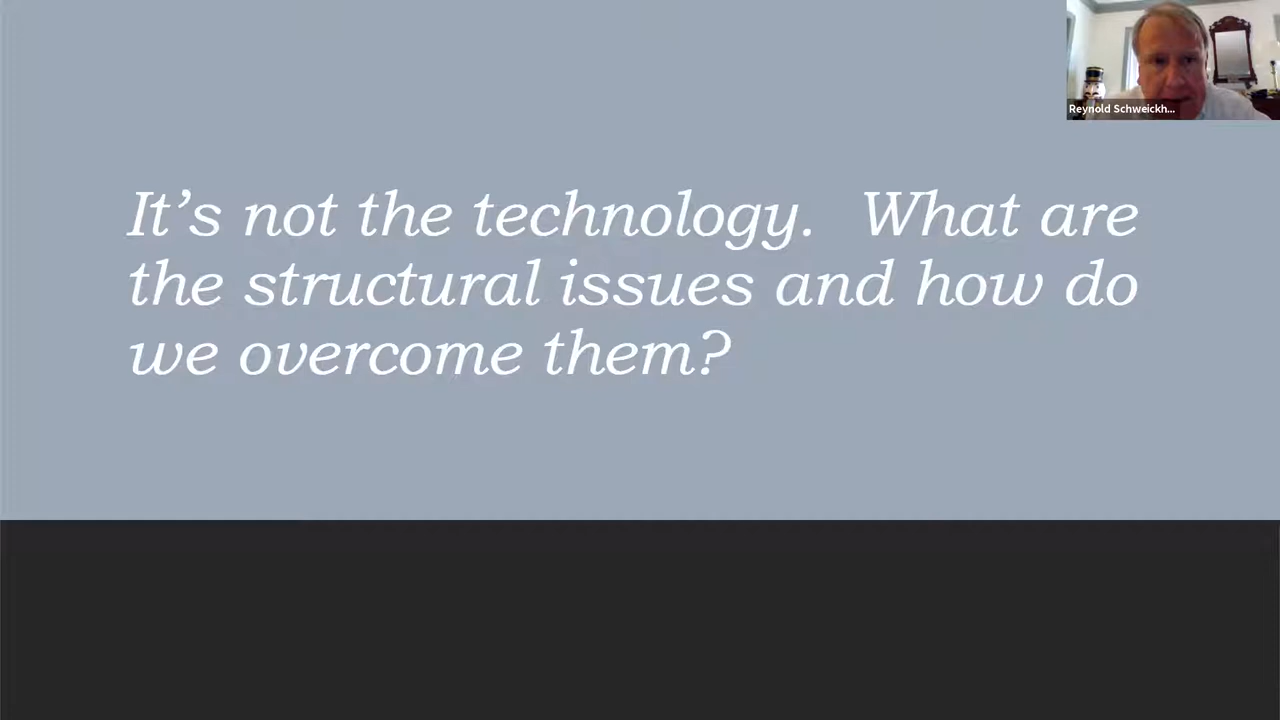 Reynold Schweickh...
It's not the technology.  What are
the structural issues and how do
we overcome them?